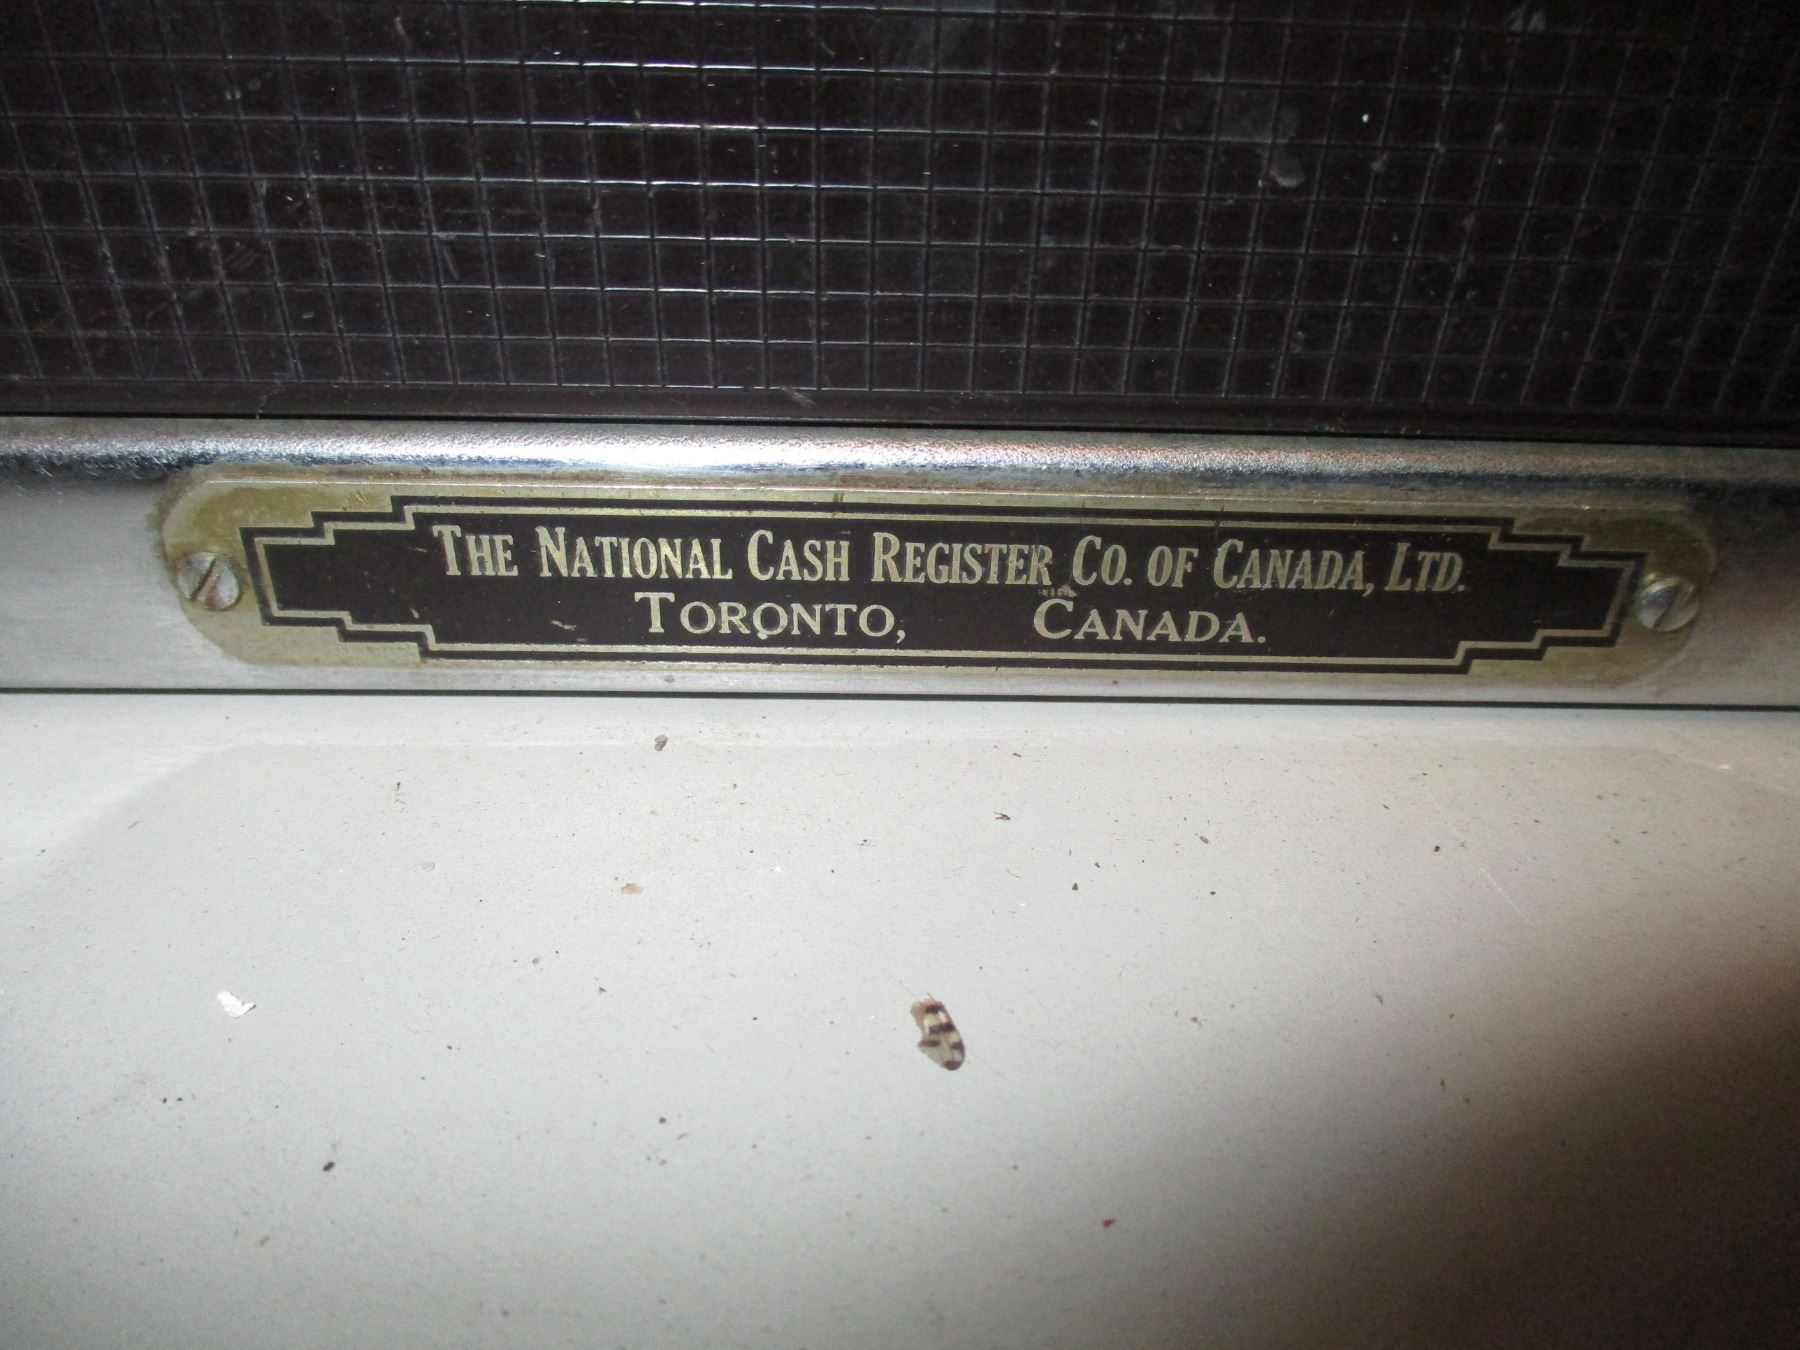 THE NATIONAL CASH REGISTER CO. OF CANADA, LTD.
TORONTO, CANADA.